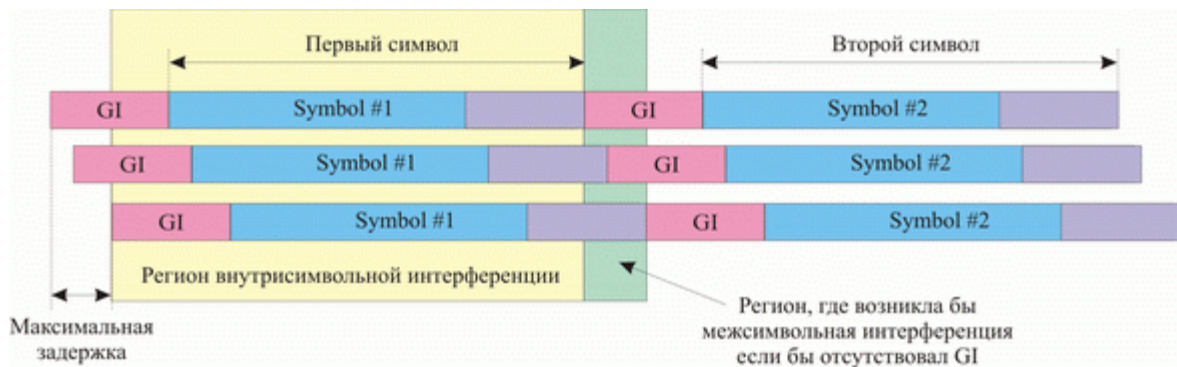 Первый символ
Второй символ
GI Symbol #1 GI Symbol #2
GI Symbol #1 GI Symbol #2
GI Symbol #1 GI Symbol #2
Регион внутрисимвольной интерференции
Максимальная
задержка
Регион, где возникла бы
межсимвольная интерференция
если бы отсутствовал GI